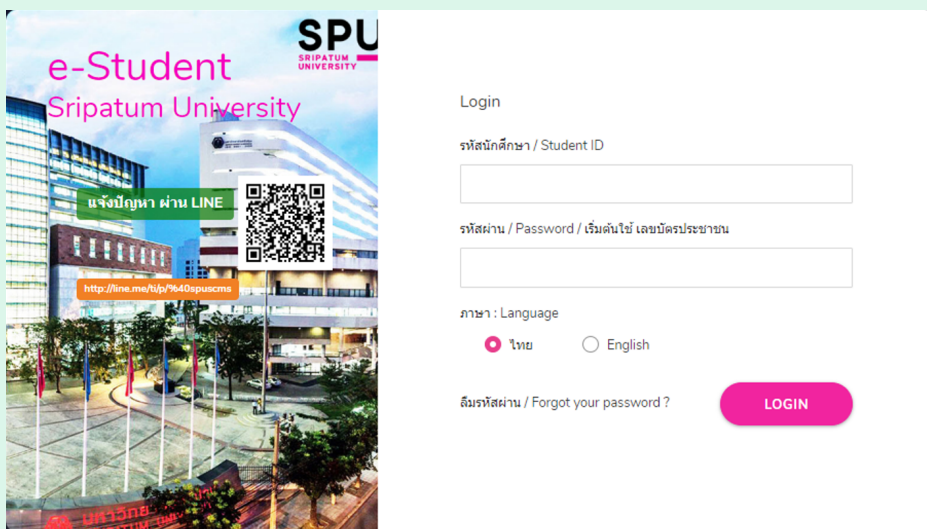 SPU
SRIPATUM
UNIVERSITY
e-Student
Sripatum University
แจ้งปัญหา ผ่าน LINE
http://line.me/ti/p/%40spuscms
Login
รหัสนักศึกษา / Student ID
รหัสผ่าน / Password / เริ่มต้นใช้ เลขบัตรประชาชน
ภาษา : Language
ไทย
English
ลืมรหัสผ่าน / Forgot your password ?
LOGIN